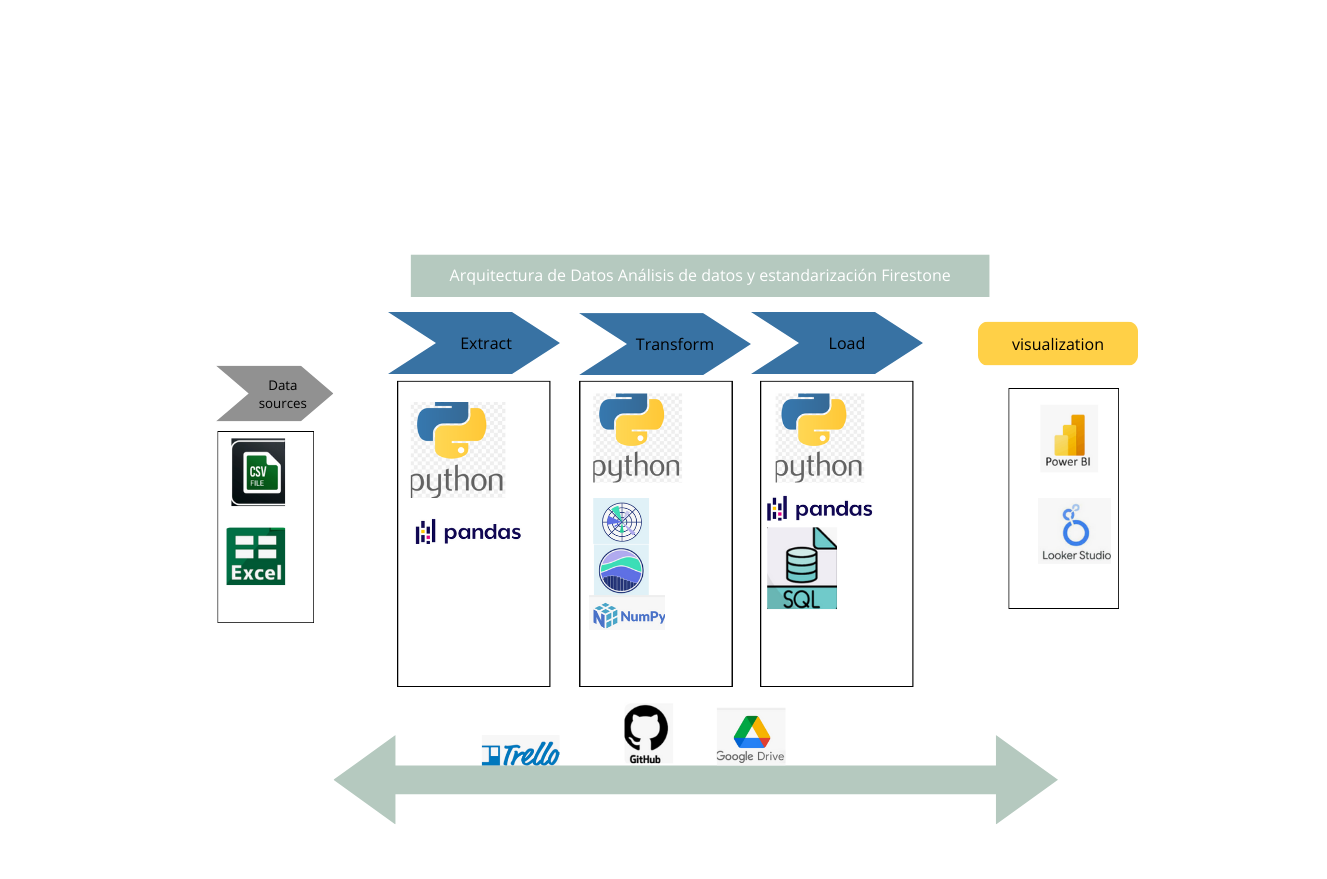 Arquitectura de Datos Análisis de datos y estandarización Firestone
Extract
Transform
Load
visualization
Data
sources
CSV
FILE
Excel
python
pandas
python
NumPy
python
pandas
SQL
Power BI
Looker Studio
Trello
GitHub
Google Drive